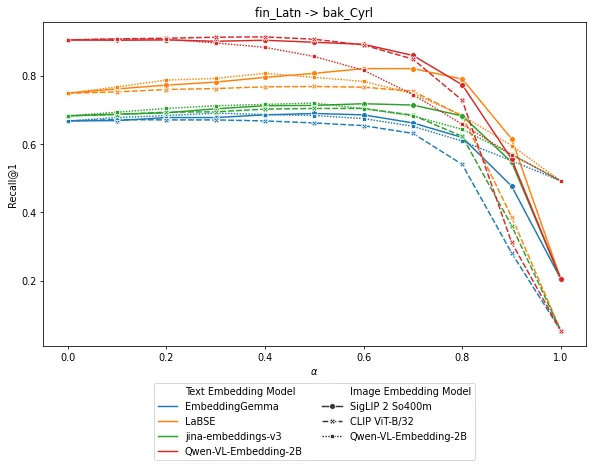 fin_Latn -> bak_Cyrl
Recall@1
0.8
0.6
0.4
0.2
0.0 0.2 0.4 0.6 0.8 1.0
α
Text Embedding Model Image Embedding Model
EmbeddingGemma SigLIP 2 So400m
LaBSE CLIP ViT-B/32
jina-embeddings-v3 Qwen-VL-Embedding-2B
Qwen-VL-Embedding-2B